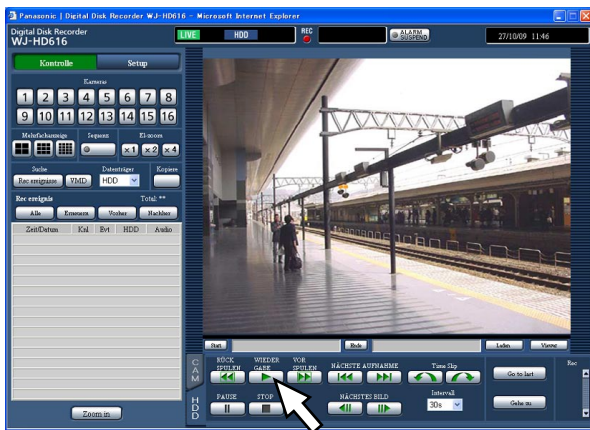 Panasonic | Digital Disk Recorder WJ-HD616 - Microsoft Internet Explorer
Digital Disk Recorder
WJ-HD616
LIVE HDD REC ALARM SUSPEND 27/10/09 11:46
Kontrolle Setup
Kameras
1 2 3 4 5 6 7 8
9 10 11 12 13 14 15 16
Mehrfachanzeige Sequent El-zoom
x1 x2 x4
Suche Datenträger Kopiere
Rec ereignisse VMD HDD
Rec ereignis Total: **
Alle Erneuern Vorher Nachher
Zeit/Datum Knl Evt HDD Audio
Zoom in
Start Ende Laden Viewer
CAM
HDD
RÜCK SPULEN WIEDER GABE VOR SPULEN NÄCHSTE AUFNAHME Time Skip
Go to last
Rec
PAUSE STOP NÄCHSTES BILD Intervall
30s
Gehe zu